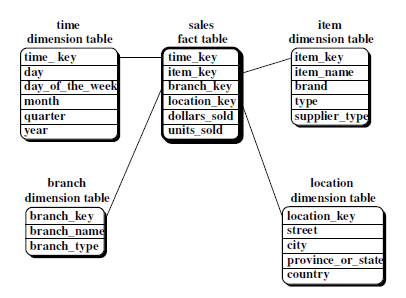 time
dimension table
time_ key
day
day_of_the_week
month
quarter
year
sales
fact table
time_key
item_key
branch_key
location_key
dollars_sold
units_sold
item
dimension table
item_key
item_name
brand
type
supplier_type
branch
dimension table
branch_key
branch_name
branch_type
location
dimension table
location_key
street
city
province_or_state
country